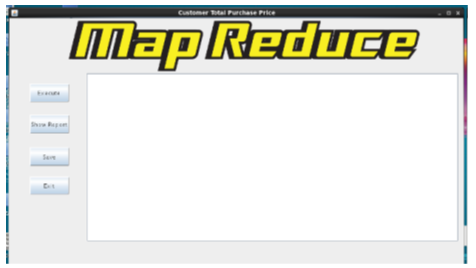 Customer Total Purchase Price
Map Reduce
Execute
Show Report
Save
Exit